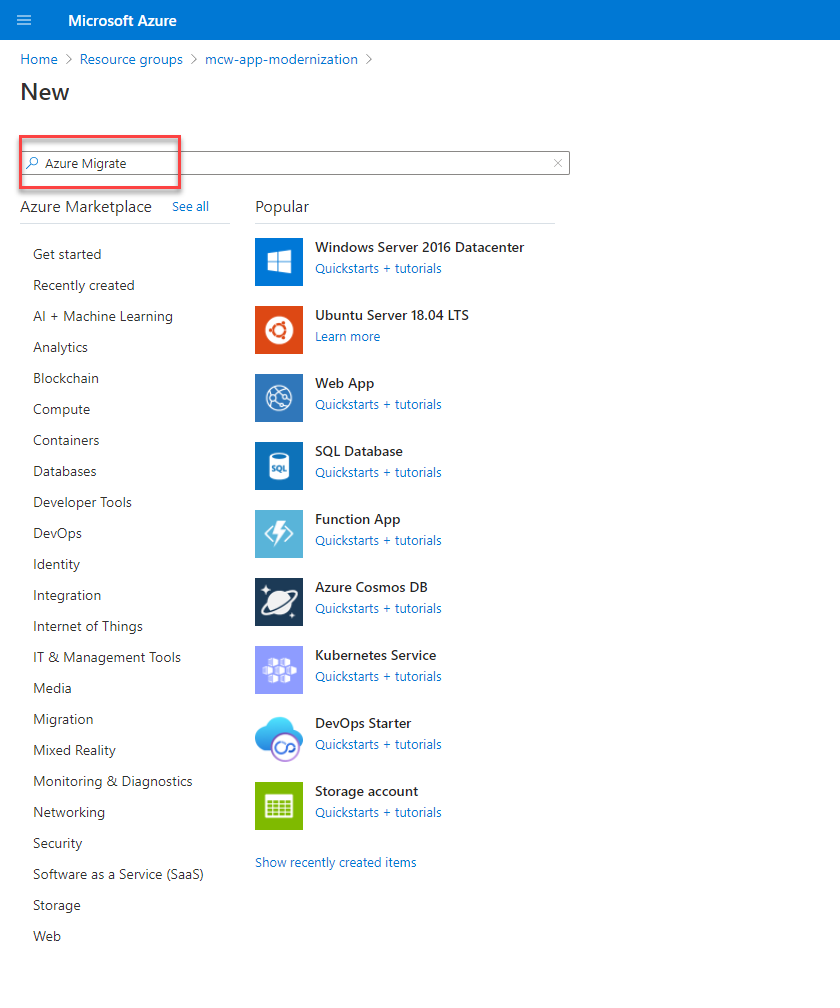 Microsoft Azure
Home > Resource groups > mcw-app-modernization >
New
Azure Migrate
Azure Marketplace See all
Get started
Recently created
AI + Machine Learning
Analytics
Blockchain
Compute
Containers
Databases
Developer Tools
DevOps
Identity
Integration
Internet of Things
IT & Management Tools
Media
Migration
Mixed Reality
Monitoring & Diagnostics
Networking
Security
Software as a Service (SaaS)
Storage
Web
Popular
Windows Server 2016 Datacenter
Quickstarts + tutorials
Ubuntu Server 18.04 LTS
Learn more
Web App
Quickstarts + tutorials
SQL
SQL Database
Quickstarts + tutorials
Function App
Quickstarts + tutorials
Azure Cosmos DB
Quickstarts + tutorials
Kubernetes Service
Quickstarts + tutorials
DevOps Starter
Quickstarts + tutorials
Storage account
Quickstarts + tutorials
Show recently created items